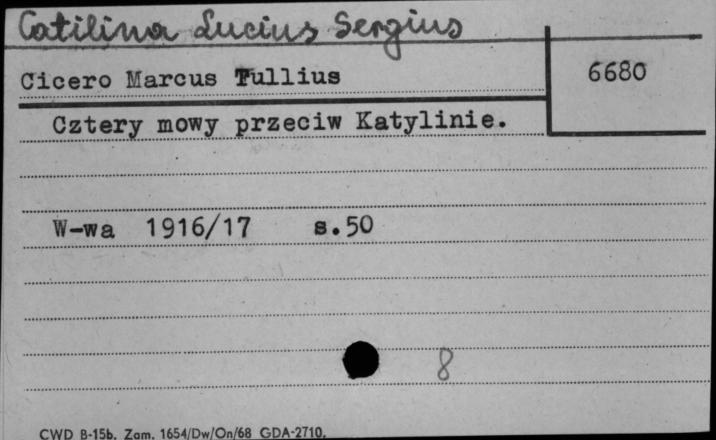 Catilina Lucius Sergius
Cicero Marcus Tullius
6680
Cztery mowy przeciw Katylinie.
W-wa 1916/17 s.50
8
CWD B-15b. Zam. 1654/Dw/On/68 GDA-2710.